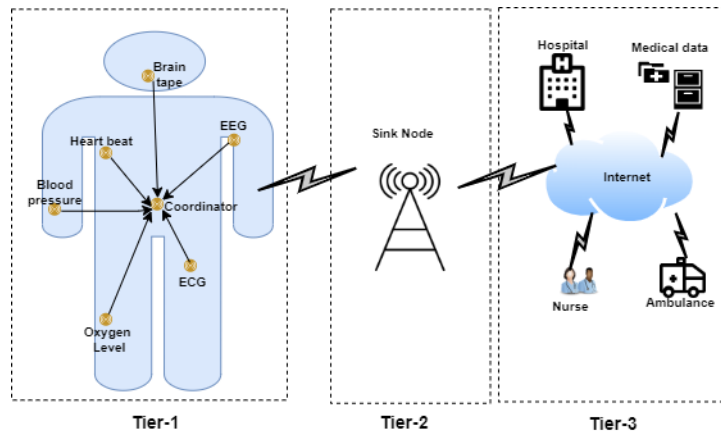 Brain
tape
EEG
Heart beat
Blood
pressure
Coordinator
ECG
Oxygen
Level
Tier-1
Sink Node
Tier-2
Hospital
Medical data
Internet
Nurse
Ambulance
Tier-3